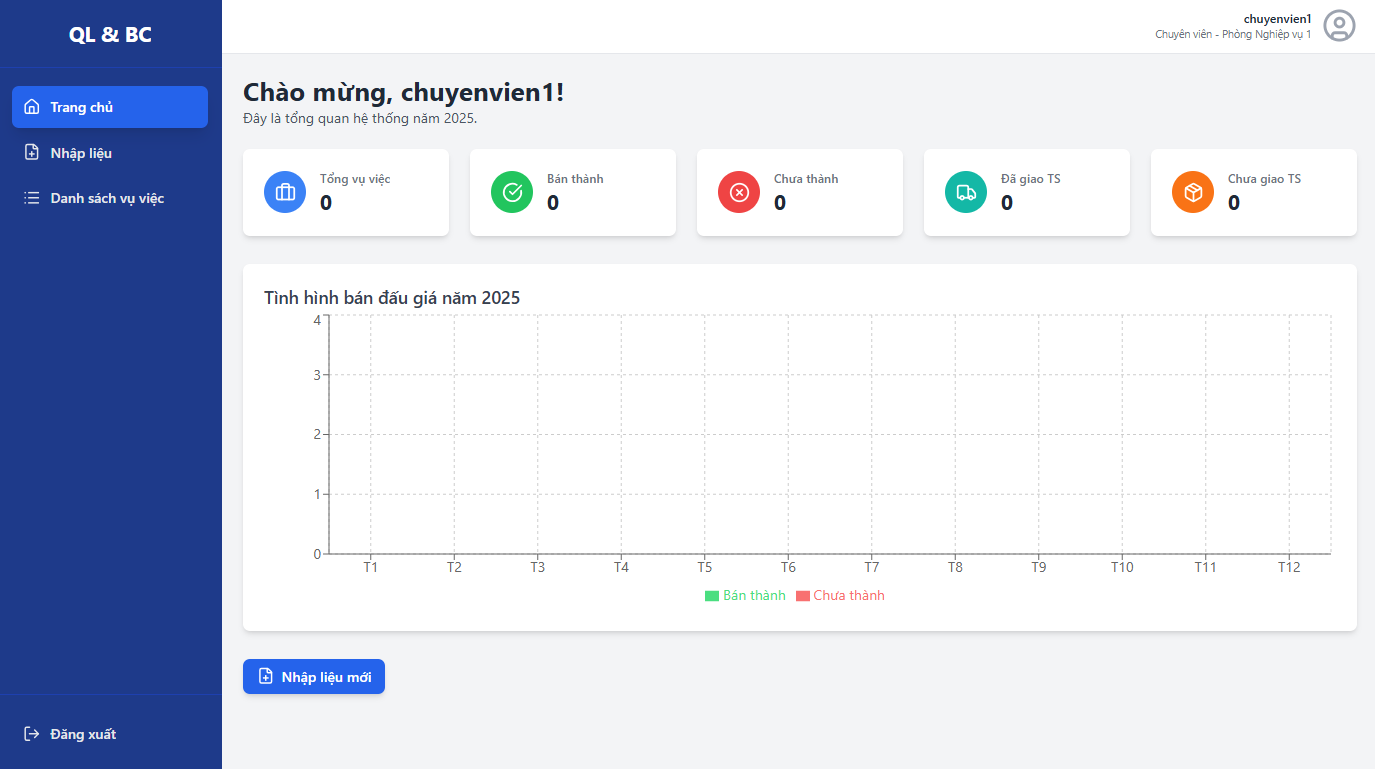 QL & BC
chuyenvien1
Chuyên viên - Phòng Nghiệp vụ 1
Trang chủ
Nhập liệu
Danh sách vụ việc
Đăng xuất
Chào mừng, chuyenvien1!
Đây là tổng quan hệ thống năm 2025.
Tổng vụ việc
0
Bán thành
0
Chưa thành
0
Đã giao TS
0
Chưa giao TS
0
Tình hình bán đấu giá năm 2025
4
3
2
1
0
T1 T2 T3 T4 T5 T6 T7 T8 T9 T10 T11 T12
Bán thành Chưa thành
Nhập liệu mới